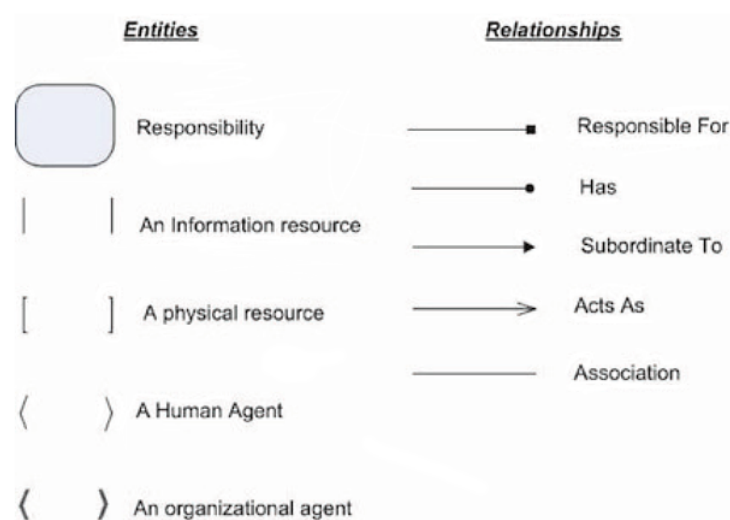 Entities
Relationships
Responsibility
Responsible For
Has
An Information resource
Subordinate To
A physical resource
Acts As
Association
A Human Agent
An organizational agent